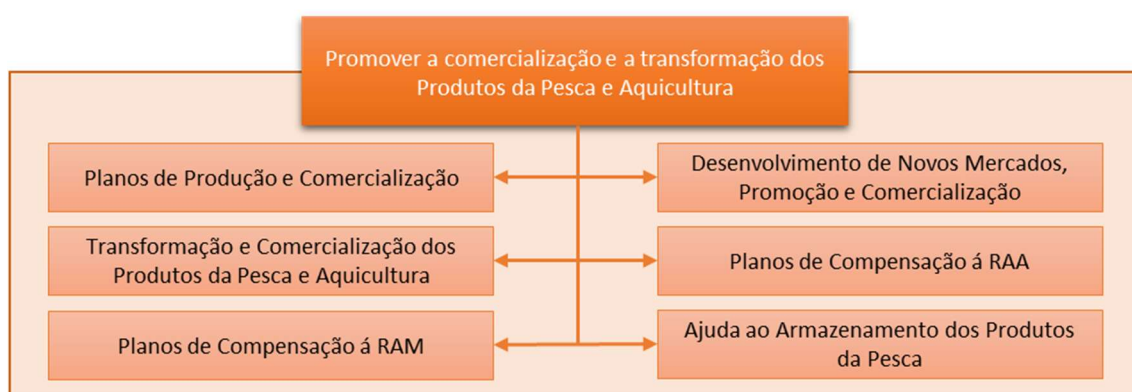 Promover a comercialização e a transformação dos
Produtos da Pesca e Aquicultura
Planos de Produção e Comercialização
Desenvolvimento de Novos Mercados,
Promoção e Comercialização
Transformação e Comercialização dos
Produtos da Pesca e Aquicultura
Planos de Compensação á RAA
Planos de Compensação á RAM
Ajuda ao Armazenamento dos Produtos
da Pesca